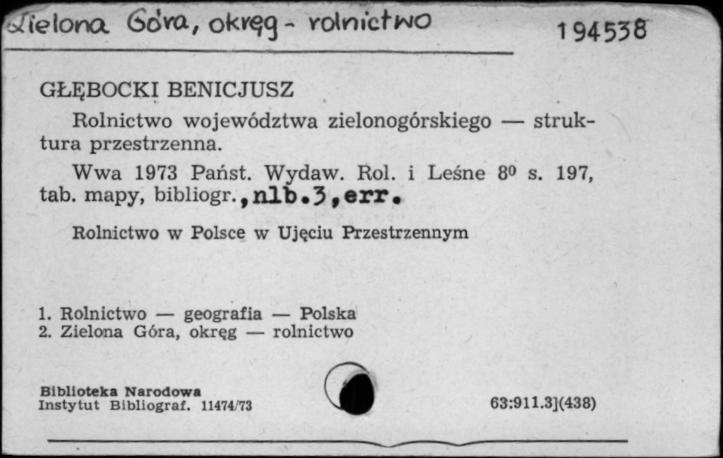 Zielona Góra, okręg - rolnictwo
194538
GŁĘBOCKI BENICJUSZ
Rolnictwo województwa zielonogórskiego — struk-
tura przestrzenna.
Wwa 1973 Państ. Wydaw. Rol. i Leśne 8⁰ s. 197,
tab. mapy, bibliogr., nlb.3, err.
Rolnictwo w Polsce w Ujęciu Przestrzennym
1. Rolnictwo — geografia — Polska
2. Zielona Góra, okręg — rolnictwo
Biblioteka Narodowa
Instytut Bibliograf. 11474/73
63:911.3](438)